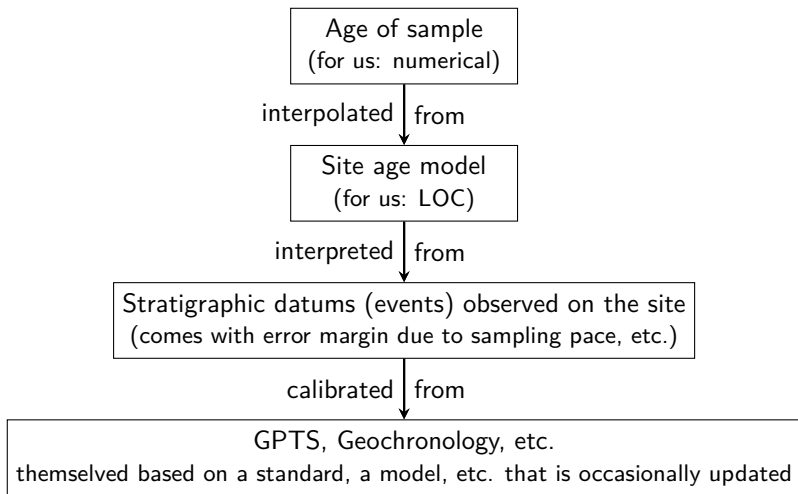 Age of sample
(for us: numerical)
interpolated from
Site age model
(for us: LOC)
interpreted from
Stratigraphic datums (events) observed on the site
(comes with error margin due to sampling pace, etc.)
calibrated from
GPTS, Geochronology, etc.
themselved based on a standard, a model, etc. that is occasionally updated